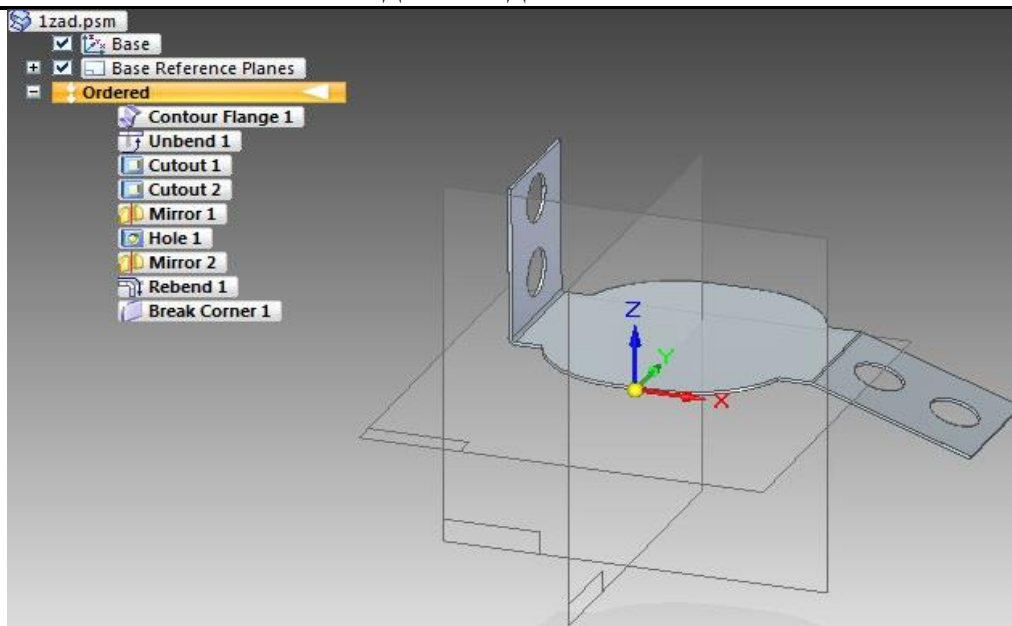 1zad.psm
Base
Base Reference Planes
Ordered
Contour Flange 1
Unbend 1
Cutout 1
Cutout 2
Mirror 1
Hole 1
Mirror 2
Rebend 1
Break Corner 1
Z
Y
X